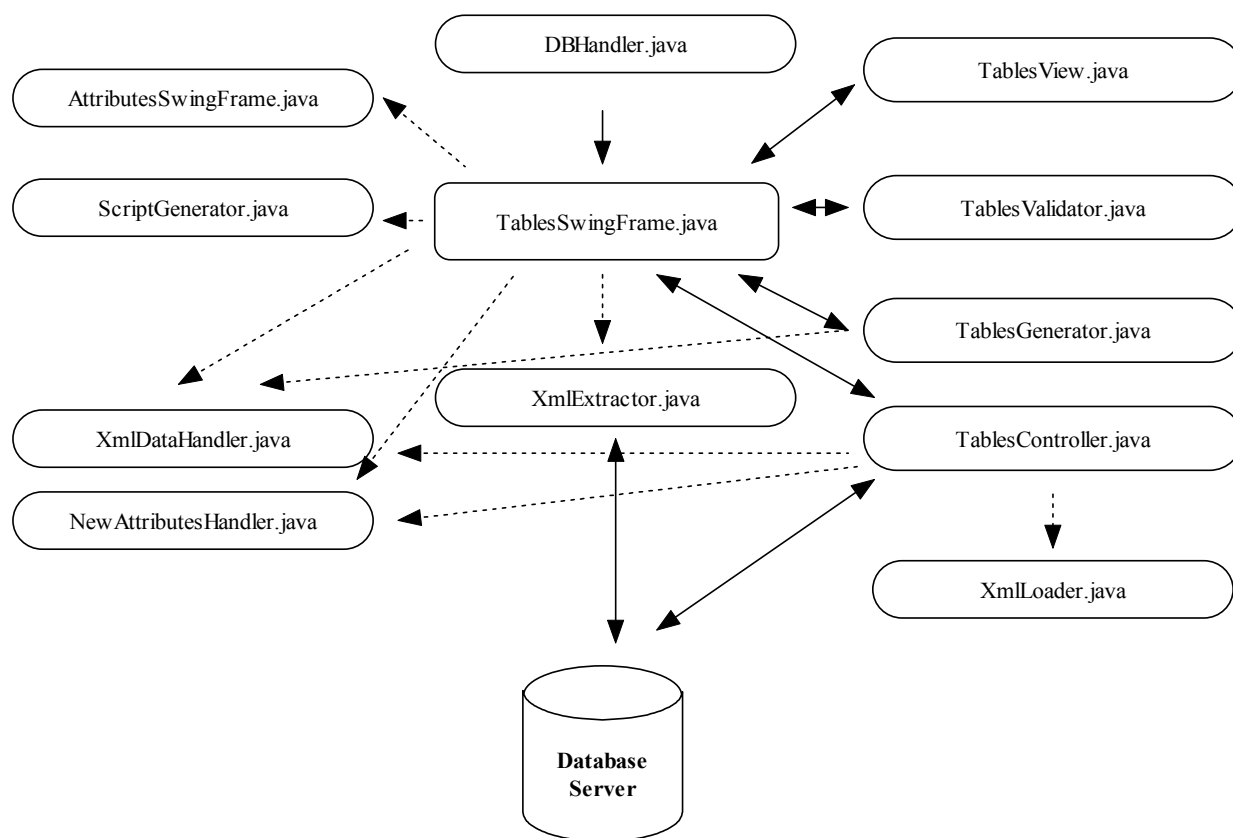 DBHandler.java
TablesView.java
AttributesSwingFrame.java
ScriptGenerator.java
TablesSwingFrame.java
TablesValidator.java
TablesGenerator.java
XmlExtractor.java
XmlDataHandler.java
TablesController.java
NewAttributesHandler.java
XmlLoader.java
Database
Server